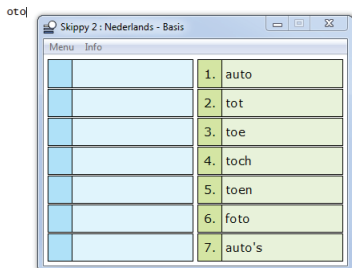 oto
Skippy 2 : Nederlands - Basis
Menu Info
1. auto
2. tot
3. toe
4. toch
5. toen
6. foto
7. auto's